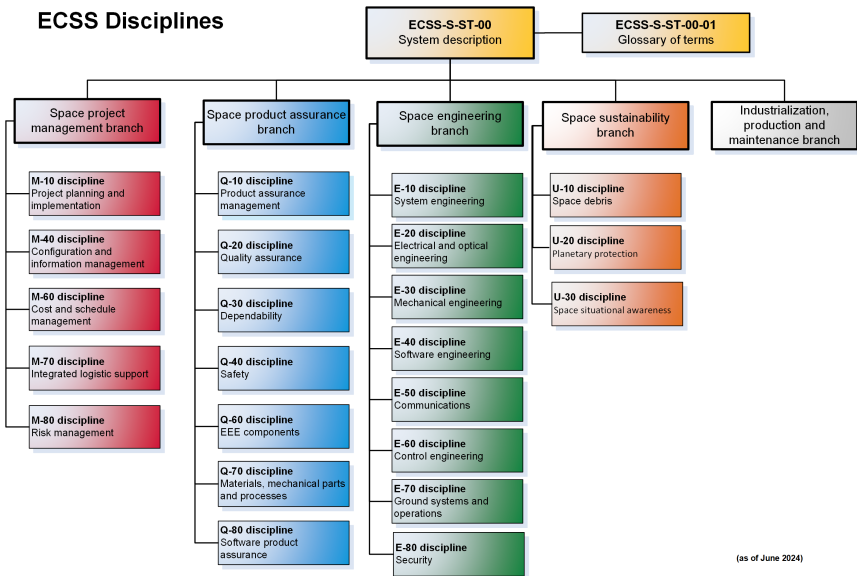 ECSS Disciplines
ECSS-S-ST-00
System description
ECSS-S-ST-00-01
Glossary of terms
Space project
management branch
M-10 discipline
Project planning and
implementation
M-40 discipline
Configuration and
information management
M-60 discipline
Cost and schedule
management
M-70 discipline
Integrated logistic support
M-80 discipline
Risk management
Space product assurance
branch
Q-10 discipline
Product assurance
management
Q-20 discipline
Quality assurance
Q-30 discipline
Dependability
Q-40 discipline
Safety
Q-60 discipline
EEE components
Q-70 discipline
Materials, mechanical parts
and processes
Q-80 discipline
Software product
assurance
Space engineering
branch
E-10 discipline
System engineering
E-20 discipline
Electrical and optical
engineering
E-30 discipline
Mechanical engineering
E-40 discipline
Software engineering
E-50 discipline
Communications
E-60 discipline
Control engineering
E-70 discipline
Ground systems and
operations
E-80 discipline
Security
Space sustainability
branch
U-10 discipline
Space debris
U-20 discipline
Planetary protection
U-30 discipline
Space situational awareness
Industrialization,
production and
maintenance branch
(as of June 2024)